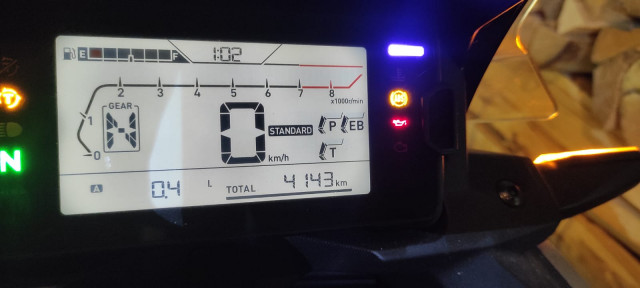 E F 1:02
2 3 4 5 6 7 8
x1000r/min
GEAR
1 N 0 STANDARD P EB
0 km/h T
N
A 0.4 L TOTAL 4143 km